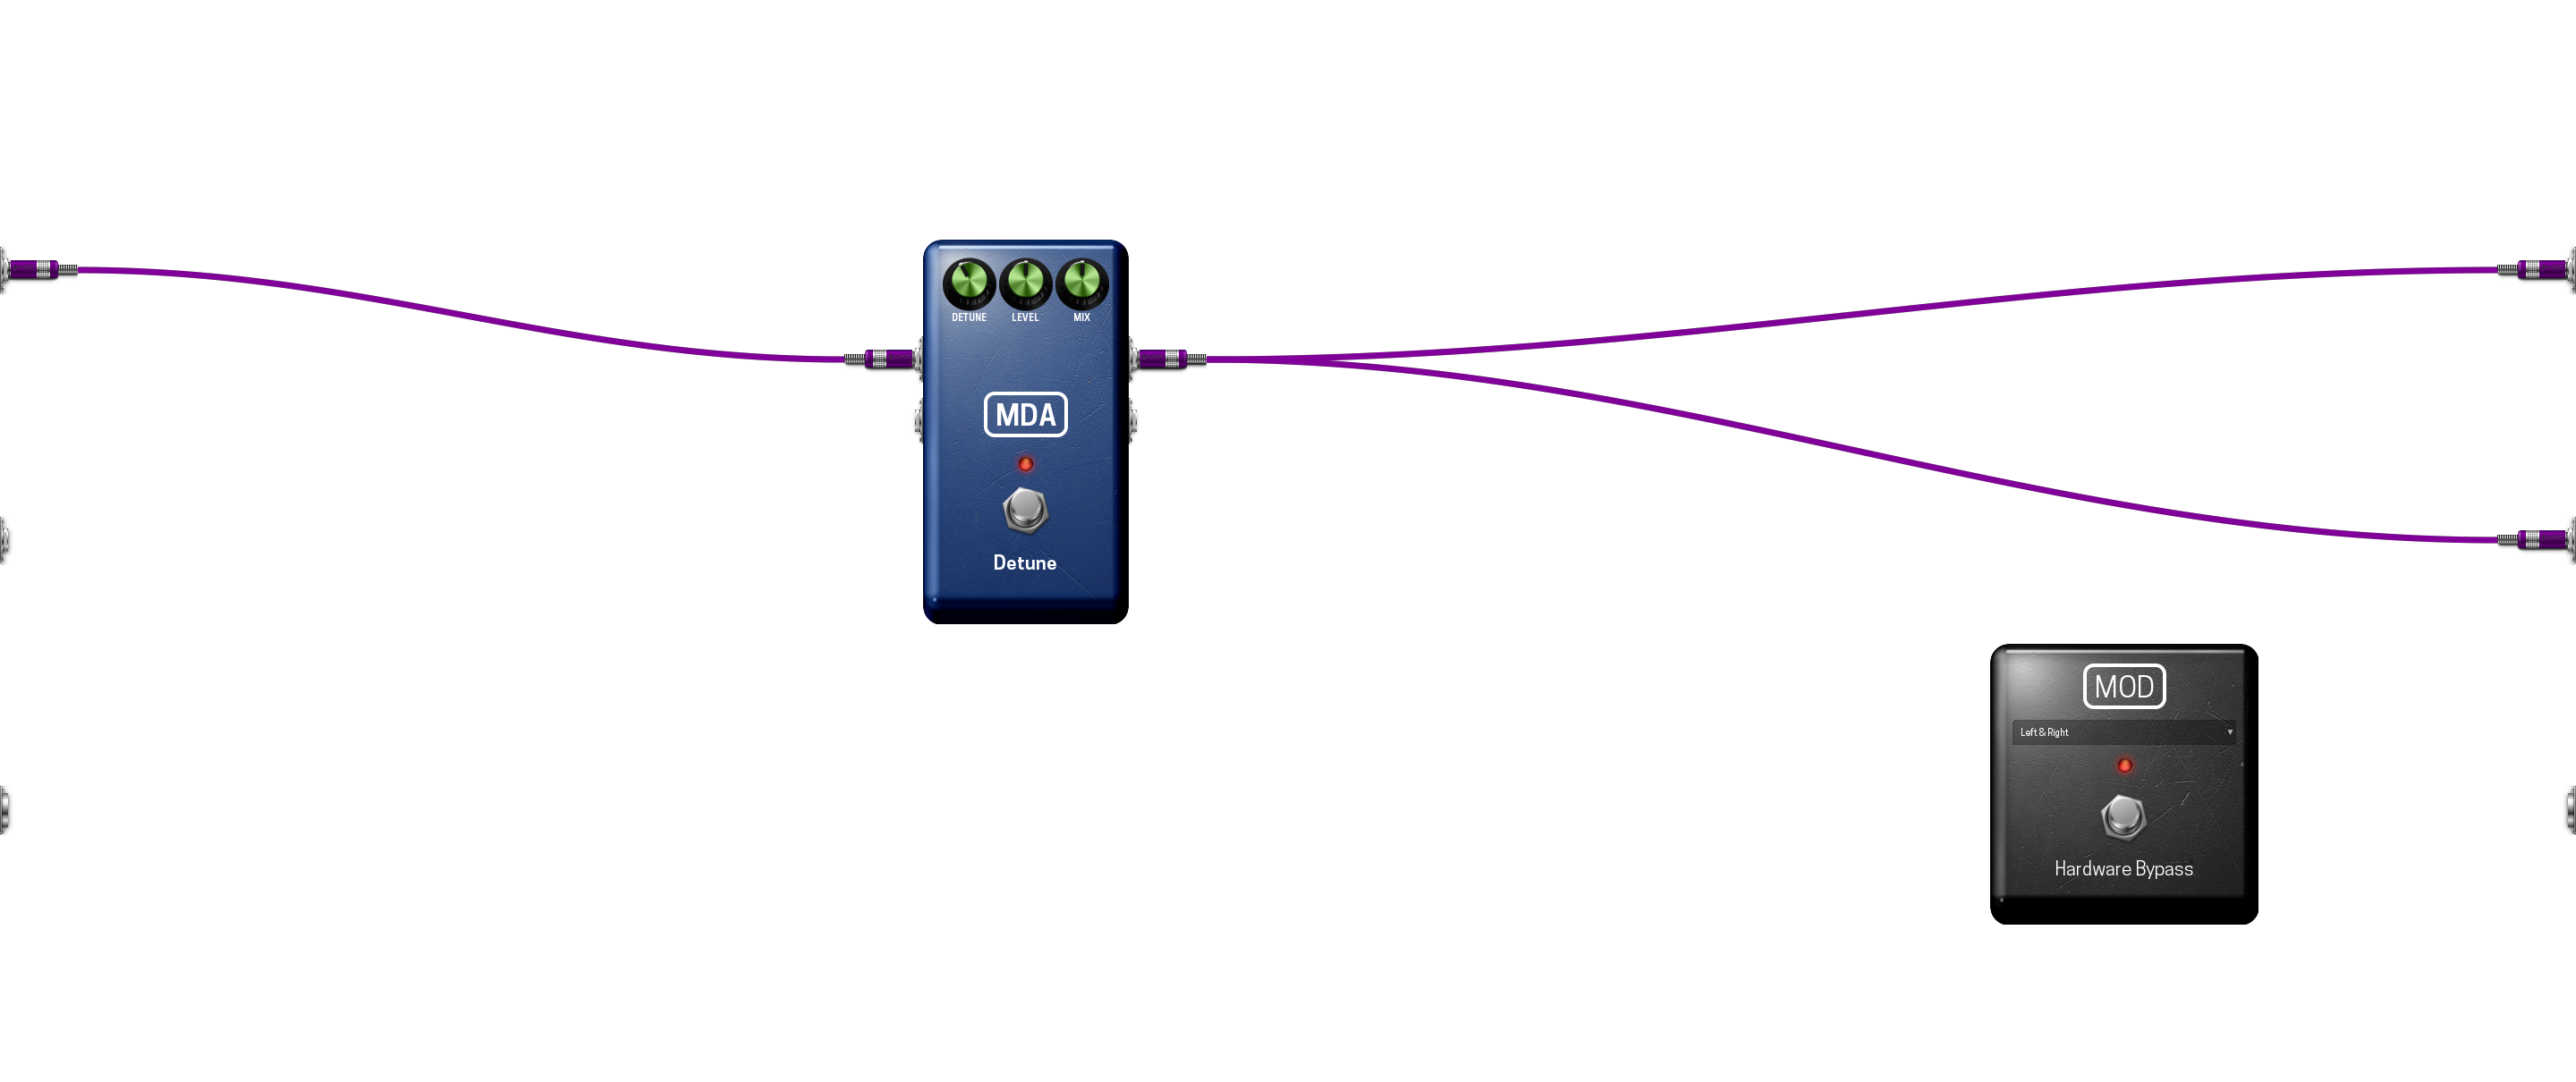 DETUNE LEVEL MIX
MDA
Detune
MOD
Left & Right
Hardware Bypass